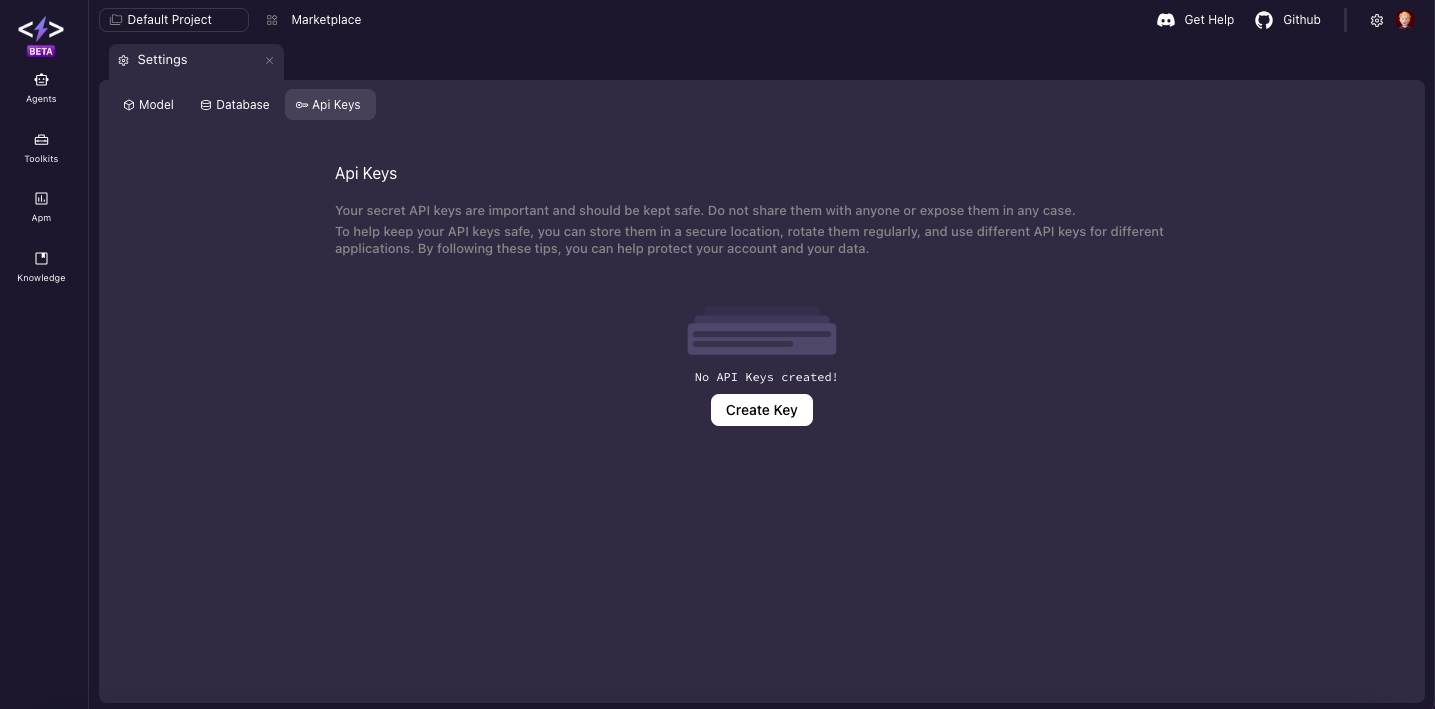 Default Project
Marketplace
Get Help
Github
BETA
Settings
Agents
Model
Database
Api Keys
Toolkits
Api Keys
Apm
Your secret API keys are important and should be kept safe. Do not share them with anyone or expose them in any case.
To help keep your API keys safe, you can store them in a secure location, rotate them regularly, and use different API keys for different
applications. By following these tips, you can help protect your account and your data.
Knowledge
No API Keys created!
Create Key